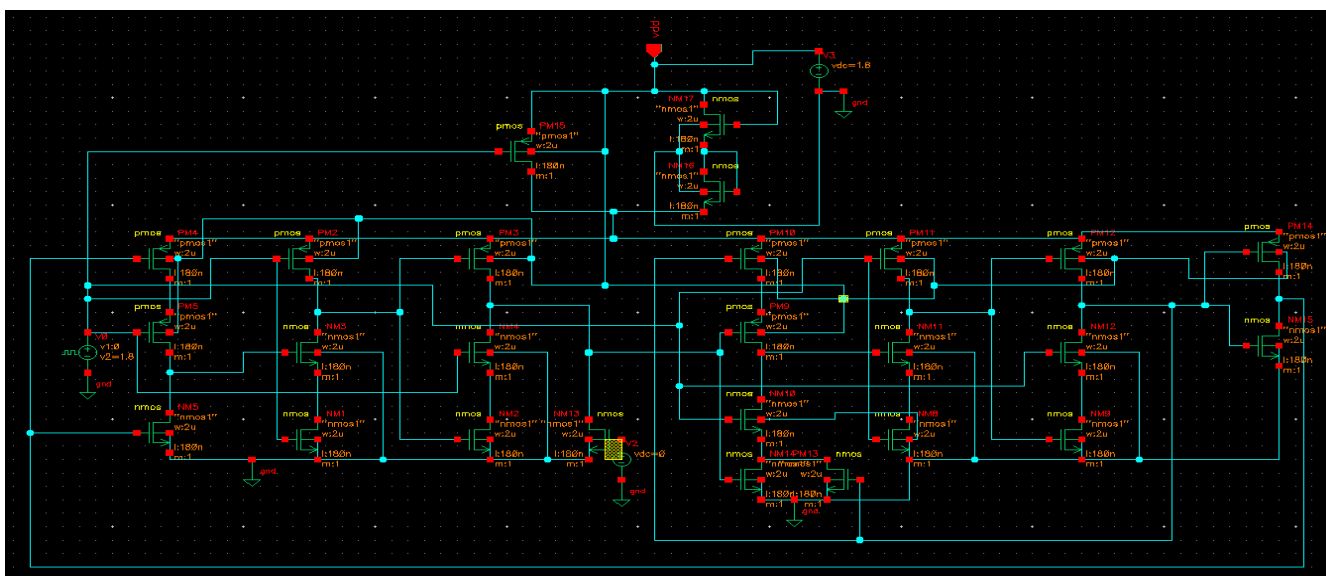 vdd
V3
vdc=1.8
gnd
NM17
nmos
"nmos1"
w:2u
l:180n
m:1
pmos
PM15
"pmos1"
w:2u
l:180n
m:1
NM16
nmos
"nmos1"
w:2u
l:180n
m:1
pmos
PM4
"pmos1"
w:2u
l:180n
m:1
pmos
PM2
"pmos1"
w:2u
l:180n
m:1
pmos
PM3
"pmos1"
w:2u
l:180n
m:1
pmos
PM10
"pmos1"
w:2u
l:180n
m:1
pmos
PM11
"pmos1"
w:2u
l:180n
m:1
pmos
PM12
"pmos1"
w:2u
l:180n
m:1
pmos
PM14
"pmos1"
w:2u
l:180n
m:1
V0
v1:0
v2=1.8
gnd
pmos
PM5
"pmos1"
w:2u
l:180n
m:1
nmos
NM3
"nmos1"
w:2u
l:180n
m:1
nmos
NM4
"nmos1"
w:2u
l:180n
m:1
pmos
PM9
"pmos1"
w:2u
l:180n
m:1
nmos
NM11
"nmos1"
w:2u
l:180n
m:1
nmos
NM12
"nmos1"
w:2u
l:180n
m:1
nmos
NM15
"nmos1"
w:2u
l:180n
m:1
nmos
NM5
"nmos1"
w:2u
l:180n
m:1
gnd
nmos
NM1
"nmos1"
w:2u
l:180n
m:1
nmos
NM2
"nmos1"
w:2u
l:180n
m:1
NM13
nmos
"nmos1"
w:2u
l:180n
m:1
V2
vdc=0
gnd
nmos
NM10
"nmos1"
w:2u
l:180n
m:1
nmos
NM8
"nmos1"
w:2u
l:180n
m:1
nmos
NM9
"nmos1"
w:2u
l:180n
m:1
nmos
NM14
w:2u
m:1
PM13
nmos
w:2u
l:180n
m:1
gnd